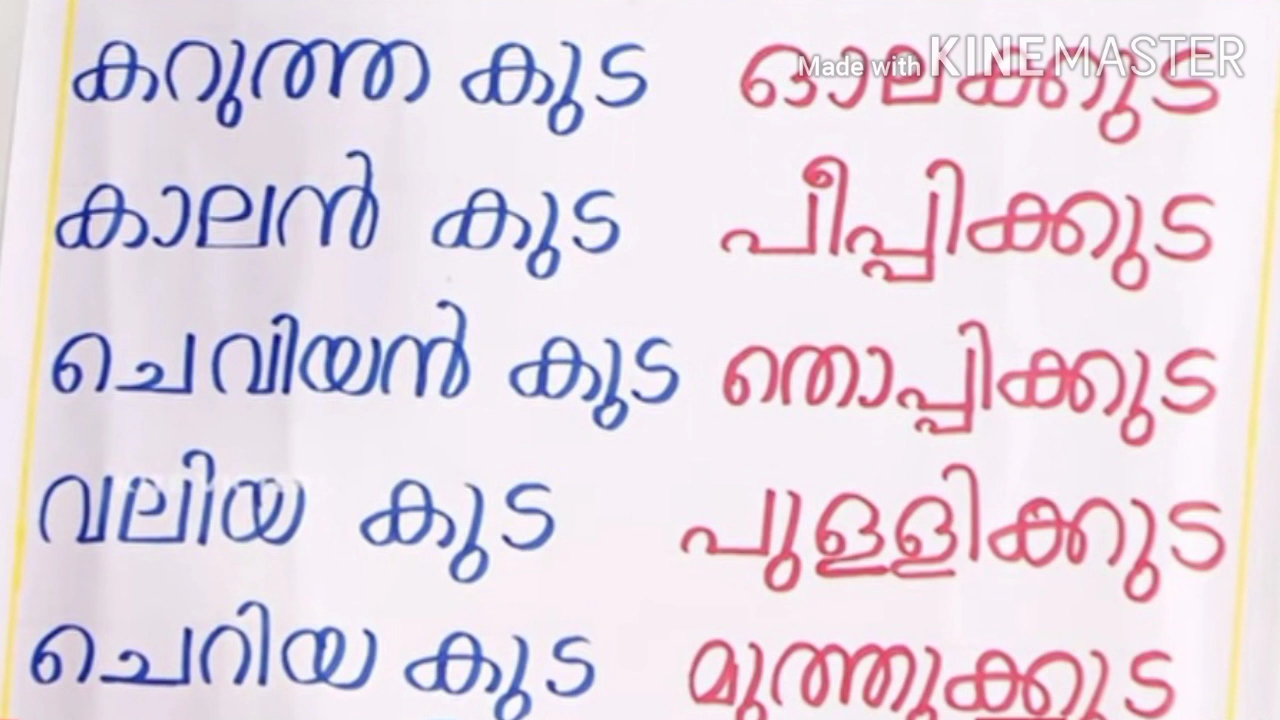 കറുത്ത കുട ഓലക്കുട
Made with KINEMASTER
കാലൻ കുട പീപ്പിക്കുട
ചെവിയൻ കുട തൊപ്പിക്കുട
വലിയ കുട പുള്ളിക്കുട
ചെറിയ കുട മുത്തുക്കുട